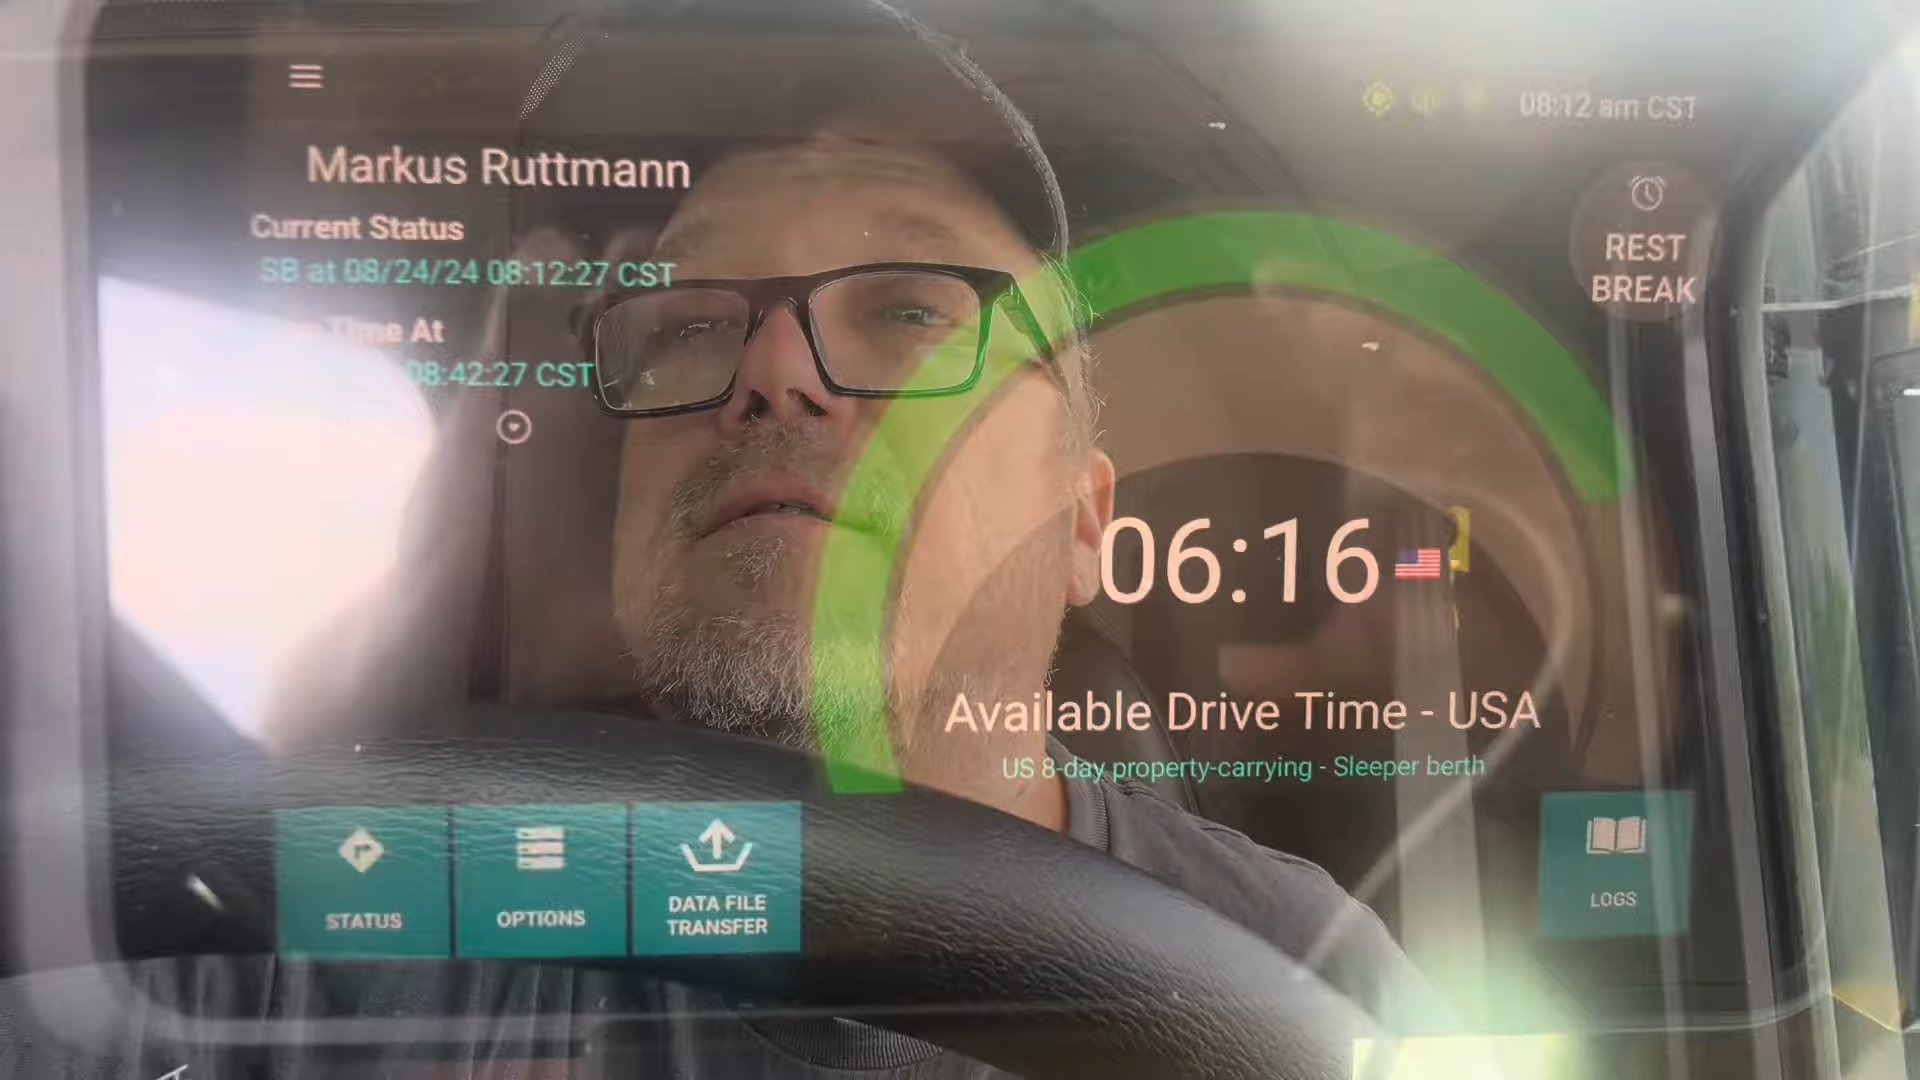 08:12 am CST
Markus Ruttmann
Current Status
SB at 08/24/24 08:12:27 CST
Time At
08:42:27 CST
REST
BREAK
06:16
Available Drive Time - USA
US 8-day property-carrying - Sleeper berth
STATUS
OPTIONS
DATA FILE
TRANSFER
LOGS